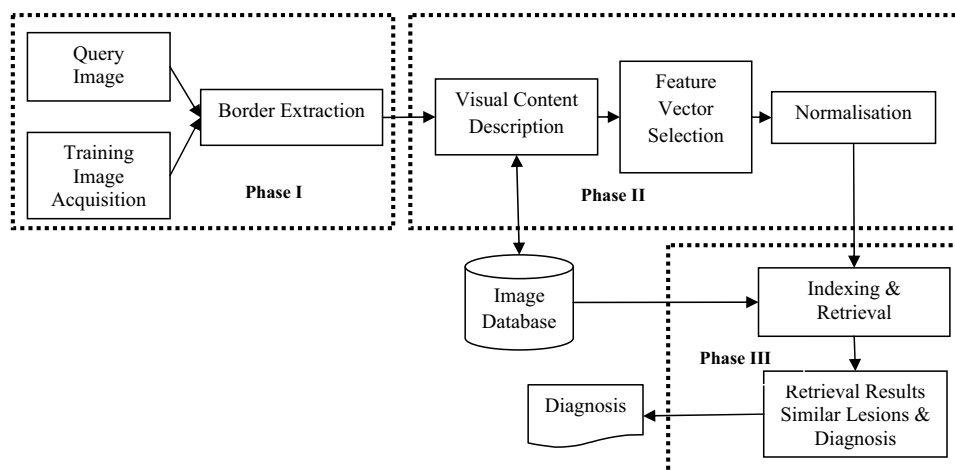 Query
Image
Training
Image
Acquisition
Border Extraction
Phase I
Visual Content
Description
Feature
Vector
Selection
Normalisation
Phase II
Image
Database
Indexing &
Retrieval
Phase III
Retrieval Results
Similar Lesions &
Diagnosis
Diagnosis